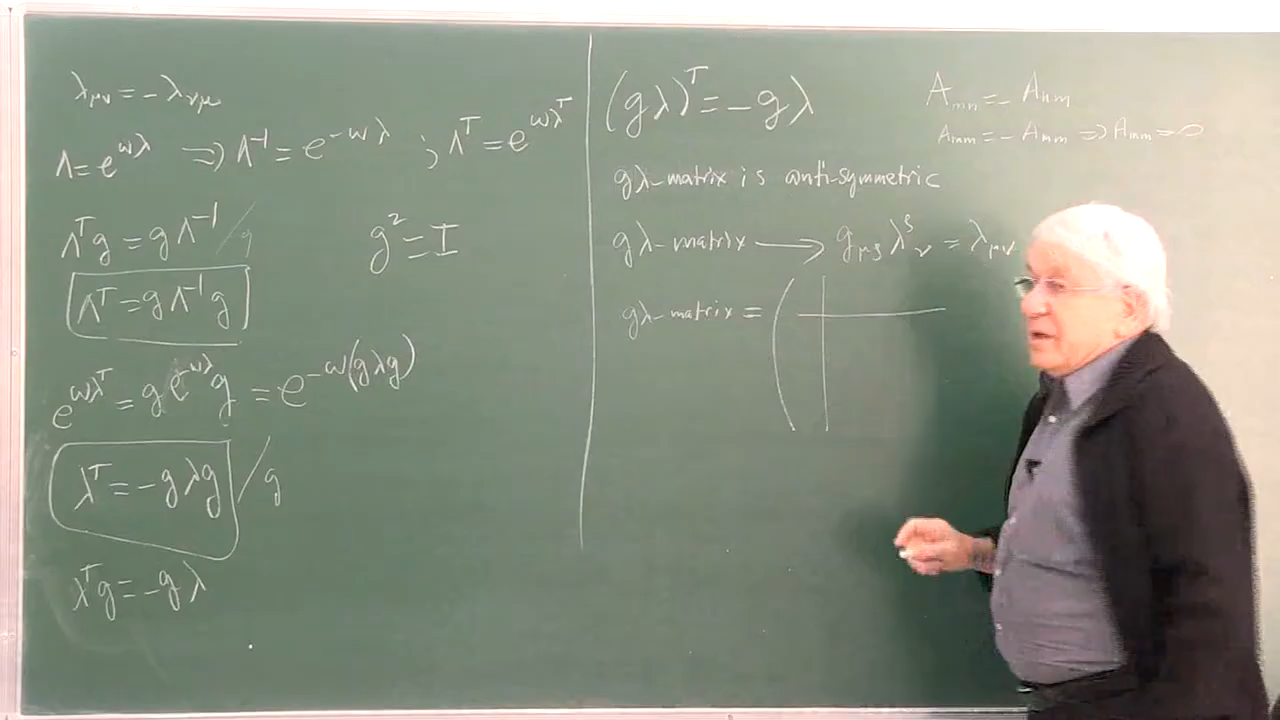 λ_μν = −λ_νμ
Λ = e^{ωλ} ⇒ Λ^{-1} = e^{−ωλ} ; Λ^T = e^{ωλ^T}
Λ^T g = g Λ^{-1} / g
g^2 = I
Λ^T = g Λ^{-1} g
e^{ωλ^T} = g e^{ωλ} g = e^{−ω(gλg)}
λ^T = −gλg / g
λ^T g = −gλ
(gλ)^T = −gλ
A_mn = − A_nm
A_mm = − A_mm ⇒ A_mm = 0
gλ-matrix is anti-symmetric
gλ-matrix → g_μs λ^s_ν = λ_μν
gλ-matrix = (